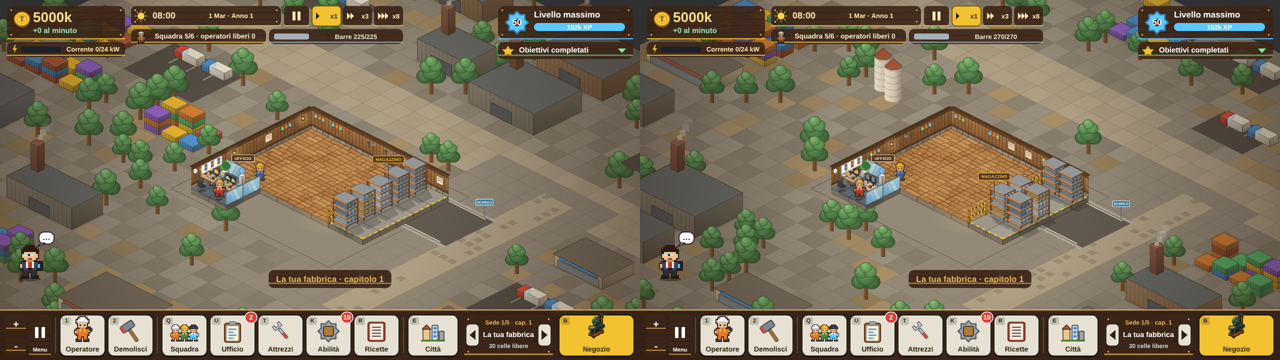 5000k
+0 al minuto
Corrente 0/24 kW
08:00
1 Mar · Anno 1
x1
x3
x8
Squadra 5/6 · operatori liberi 0
Barre 225/225
50
Livello massimo
192k XP
Obiettivi completati
UFFICIO
MAGAZZINO
La tua fabbrica · capitolo 1
+
-
Menu
1
Operatore
2
Demolisci
Q
Squadra
U
2
Ufficio
T
Attrezzi
K
10
Abilità
R
Ricette
E
Città
Sede 1/5 · cap. 1
La tua fabbrica
30 celle libere
B
Negozio
5000k
+0 al minuto
Corrente 0/24 kW
08:00
1 Mar · Anno 1
x1
x3
x8
Squadra 5/6 · operatori liberi 0
Barre 270/270
50
Livello massimo
192k XP
Obiettivi completati
UFFICIO
MAGAZZINO
La tua fabbrica · capitolo 1
+
-
Menu
1
Operatore
2
Demolisci
Q
Squadra
U
2
Ufficio
T
Attrezzi
K
10
Abilità
R
Ricette
E
Città
Sede 1/5 · cap. 1
La tua fabbrica
30 celle libere
B
Negozio